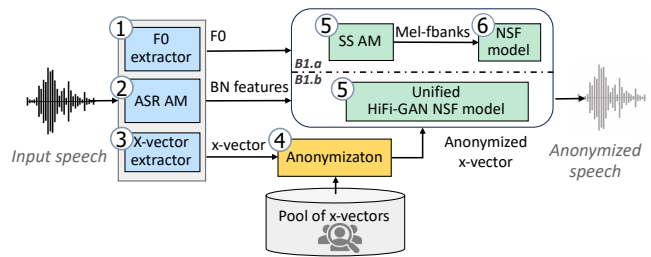 1
F0
extractor
F0
2
ASR AM
BN features
3
X-vector
extractor
x-vector
4
Anonymizaton
Pool of x-vectors
5
SS AM
Mel-fbanks
6
NSF
model
B1.a
B1.b
5
Unified
HiFi-GAN NSF model
Anonymized
x-vector
Input speech
Anonymized
speech